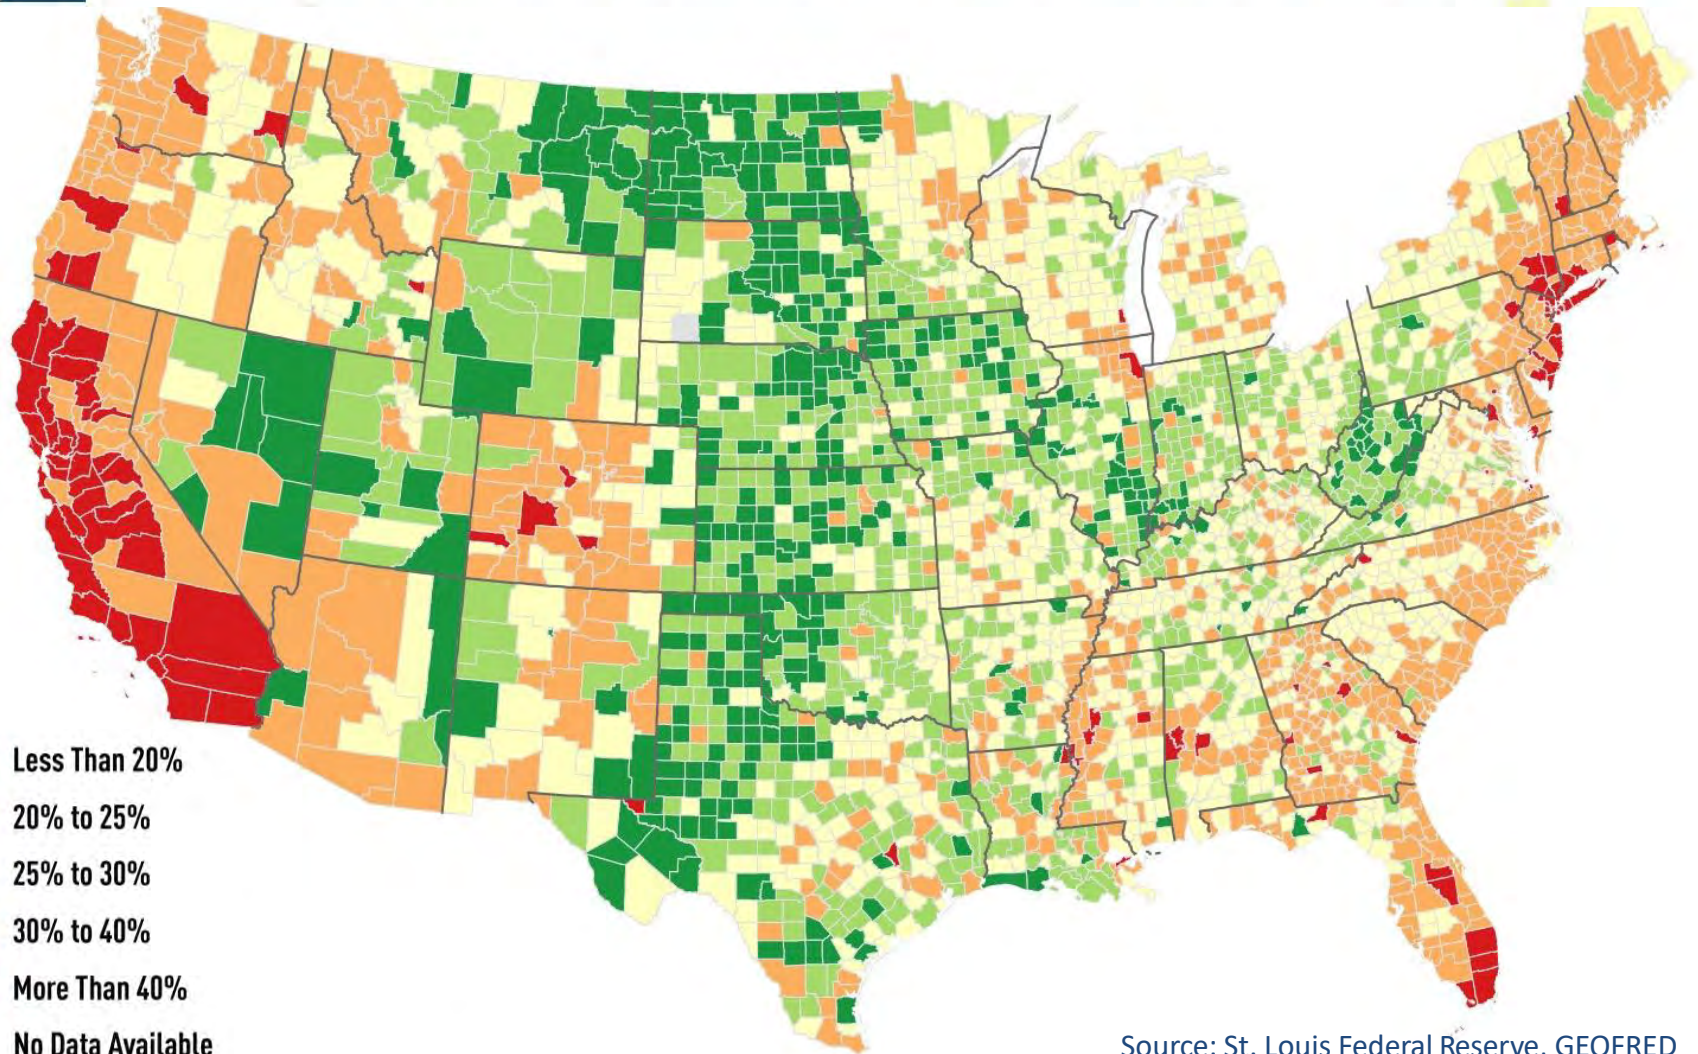 Less Than 20%
20% to 25%
25% to 30%
30% to 40%
More Than 40%
No Data Available
Source: St. Louis Federal Reserve, GEOFRED